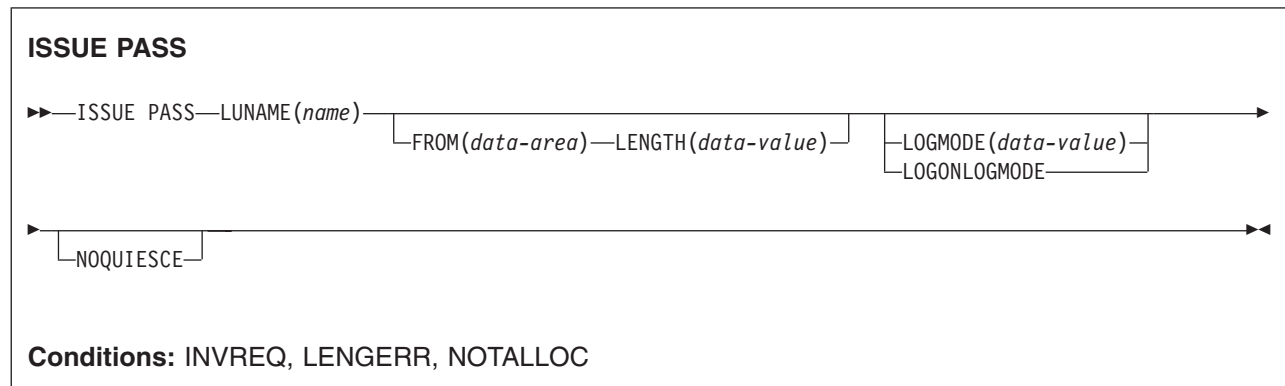 ISSUE PASS
ISSUE PASS LUNAME(name)
FROM(data-area) LENGTH(data-value) LOGMODE(data-value)
LOGONLOGMODE
NOQUIESCE
Conditions: INVREQ, LENGERR, NOTALLOC